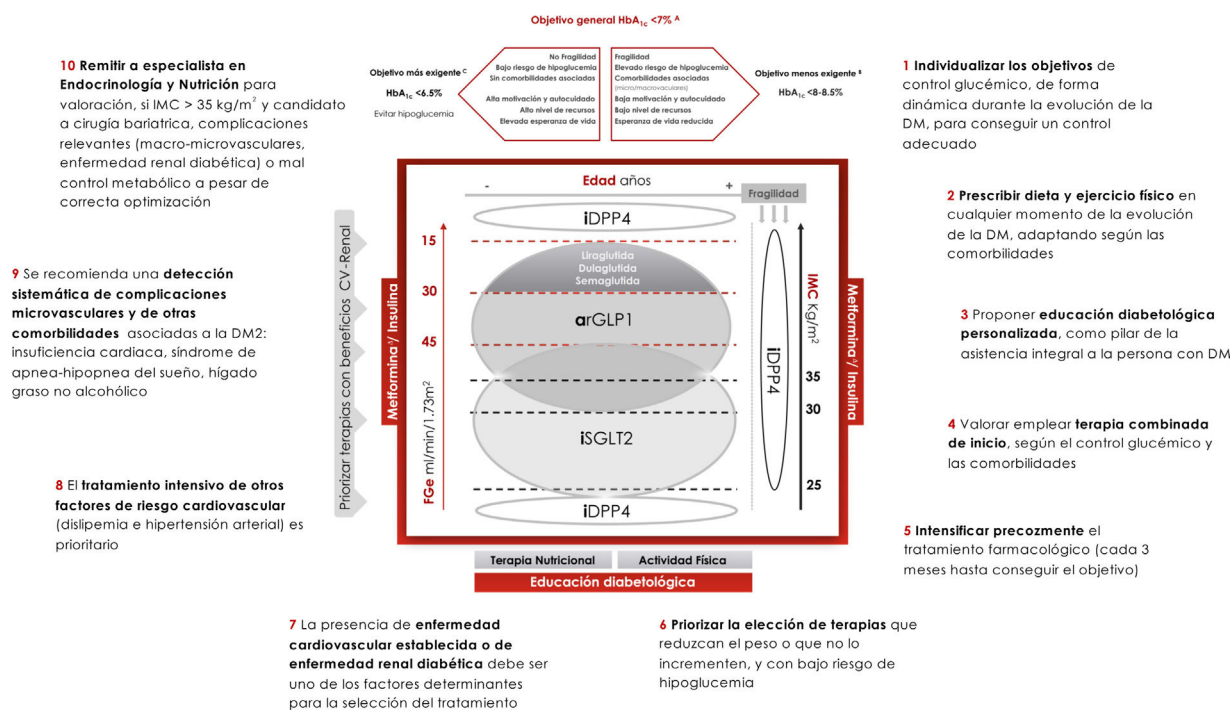 Objetivo general HbA1c <7% A
No Fragilidad
Bajo riesgo de hipoglucemia
Sin comorbilidades asociadas
Alta motivación y autocuidado
Alto nivel de recursos
Elevada esperanza de vida
Fragilidad
Elevado riesgo de hipoglucemia
Comorbilidades asociadas
(micro/macrovasculares)
Baja motivación y autocuidado
Bajo nivel de recursos
Esperanza de vida reducida
Objetivo más exigente C
HbA1c <6.5%
Evitar hipoglucemia
Objetivo menos exigente B
HbA1c <8-8.5%
10 Remitir a especialista en
Endocrinología y Nutrición para
valoración, si IMC > 35 kg/m2 y candidato
a cirugía bariatrica, complicaciones
relevantes (macro-microvasculares,
enfermedad renal diabética) o mal
control metabólico a pesar de
correcta optimización
1 Individualizar los objetivos de
control glucémico, de forma
dinámica durante la evolución de la
DM, para conseguir un control
adecuado
2 Prescribir dieta y ejercicio físico en
cualquier momento de la evolución
de la DM, adaptando según las
comorbilidades
3 Proponer educación diabetológica
personalizada, como pilar de la
asistencia integral a la persona con DM
4 Valorar emplear terapia combinada
de inicio, según el control glucémico y
las comorbilidades
5 Intensificar precozmente el
tratamiento farmacológico (cada 3
meses hasta conseguir el objetivo)
6 Priorizar la elección de terapias que
reduzcan el peso o que no lo
incrementen, y con bajo riesgo de
hipoglucemia
7 La presencia de enfermedad
cardiovascular establecida o de
enfermedad renal diabética debe ser
uno de los factores determinantes
para la selección del tratamiento
8 El tratamiento intensivo de otros
factores de riesgo cardiovascular
(dislipemia e hipertensión arterial) es
prioritario
9 Se recomienda una detección
sistemática de complicaciones
microvasculares y de otras
comorbilidades asociadas a la DM2:
insuficiencia cardiaca, síndrome de
apnea-hipopnea del sueño, hígado
graso no alcohólico
Priorizar terapias con beneficios CV-Renal
Metformina / Insulina
- Edad años +
Fragilidad
iDPP4
15
Liraglutida
Dulaglutida
Semaglutida
30
arGLP1
45
iSGLT2
iDPP4
FGe ml/min/1.73m2
iDPP4
IMC Kg/m2
35
30
25
Metformina / Insulina
Terapia Nutricional
Actividad Física
Educación diabetológica